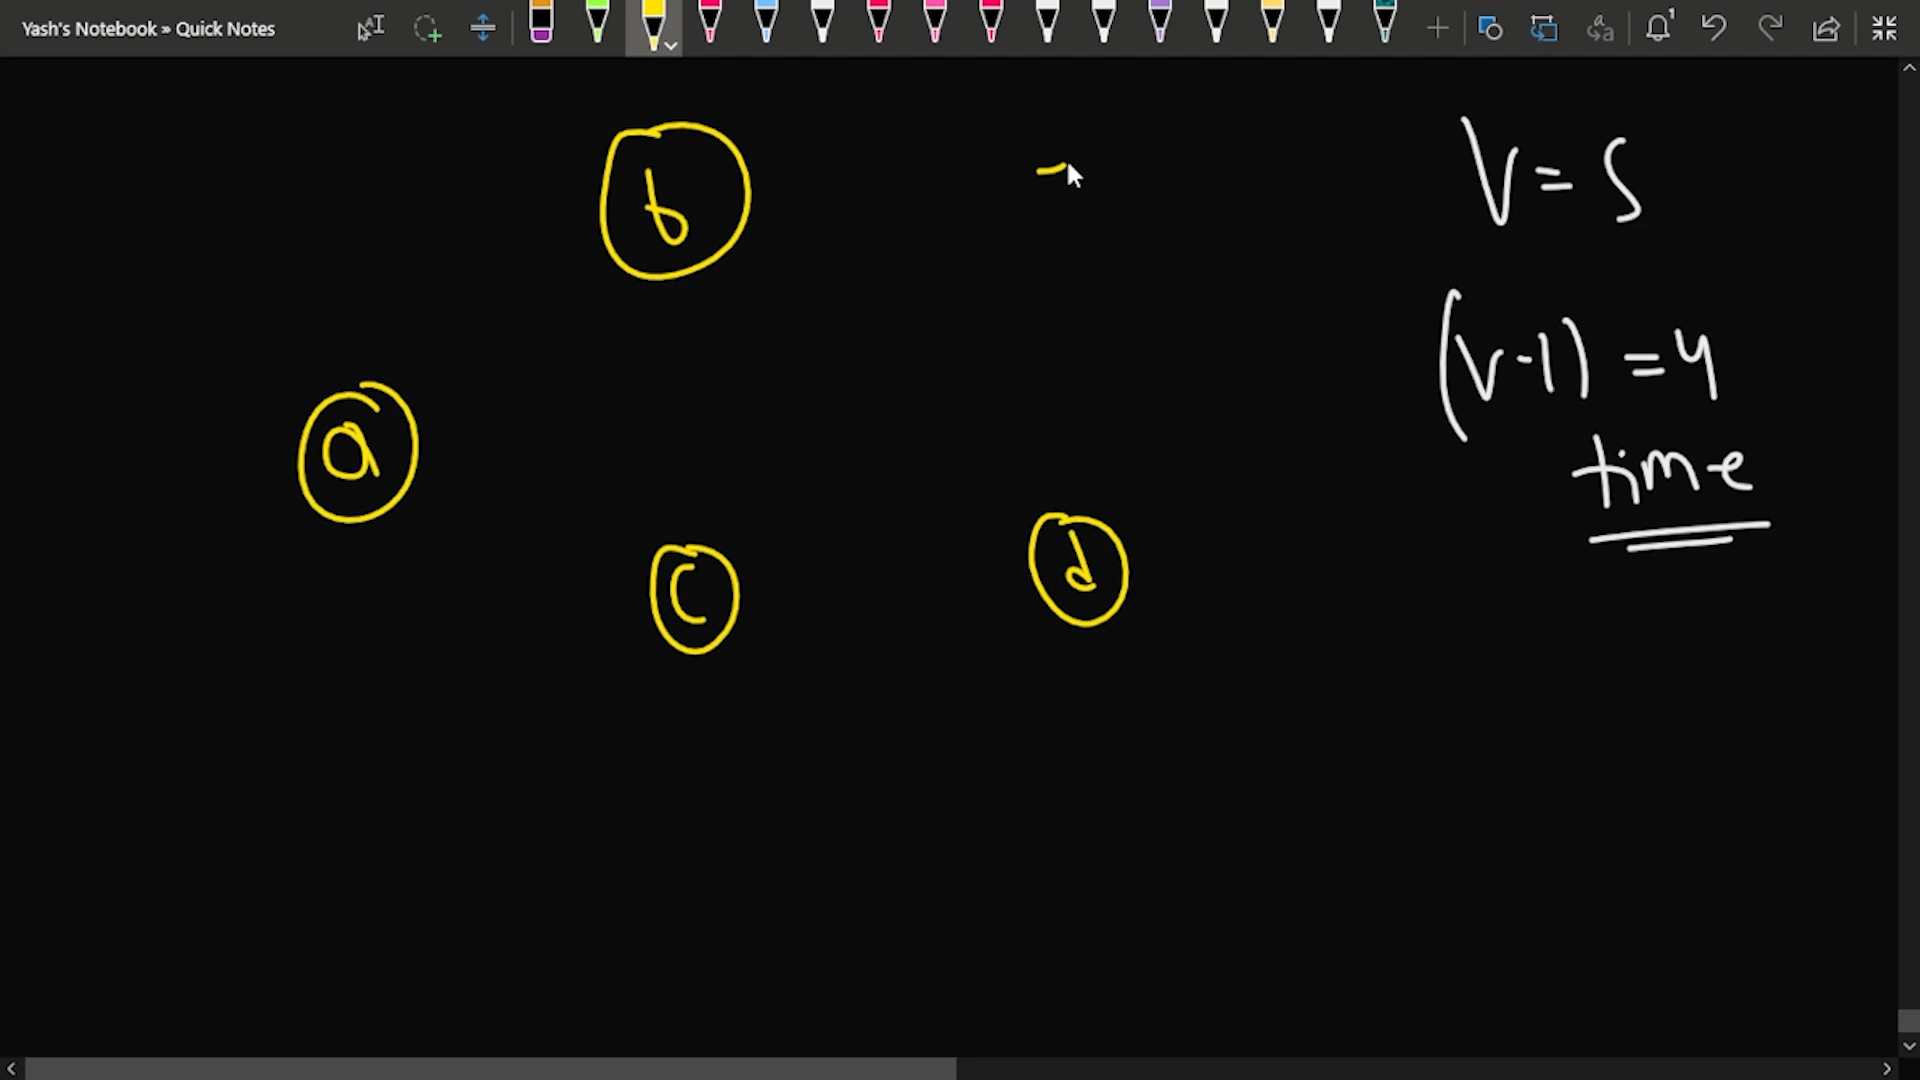 Yash's Notebook » Quick Notes
b
V = 5
a
(V-1) = 4
time
c
d